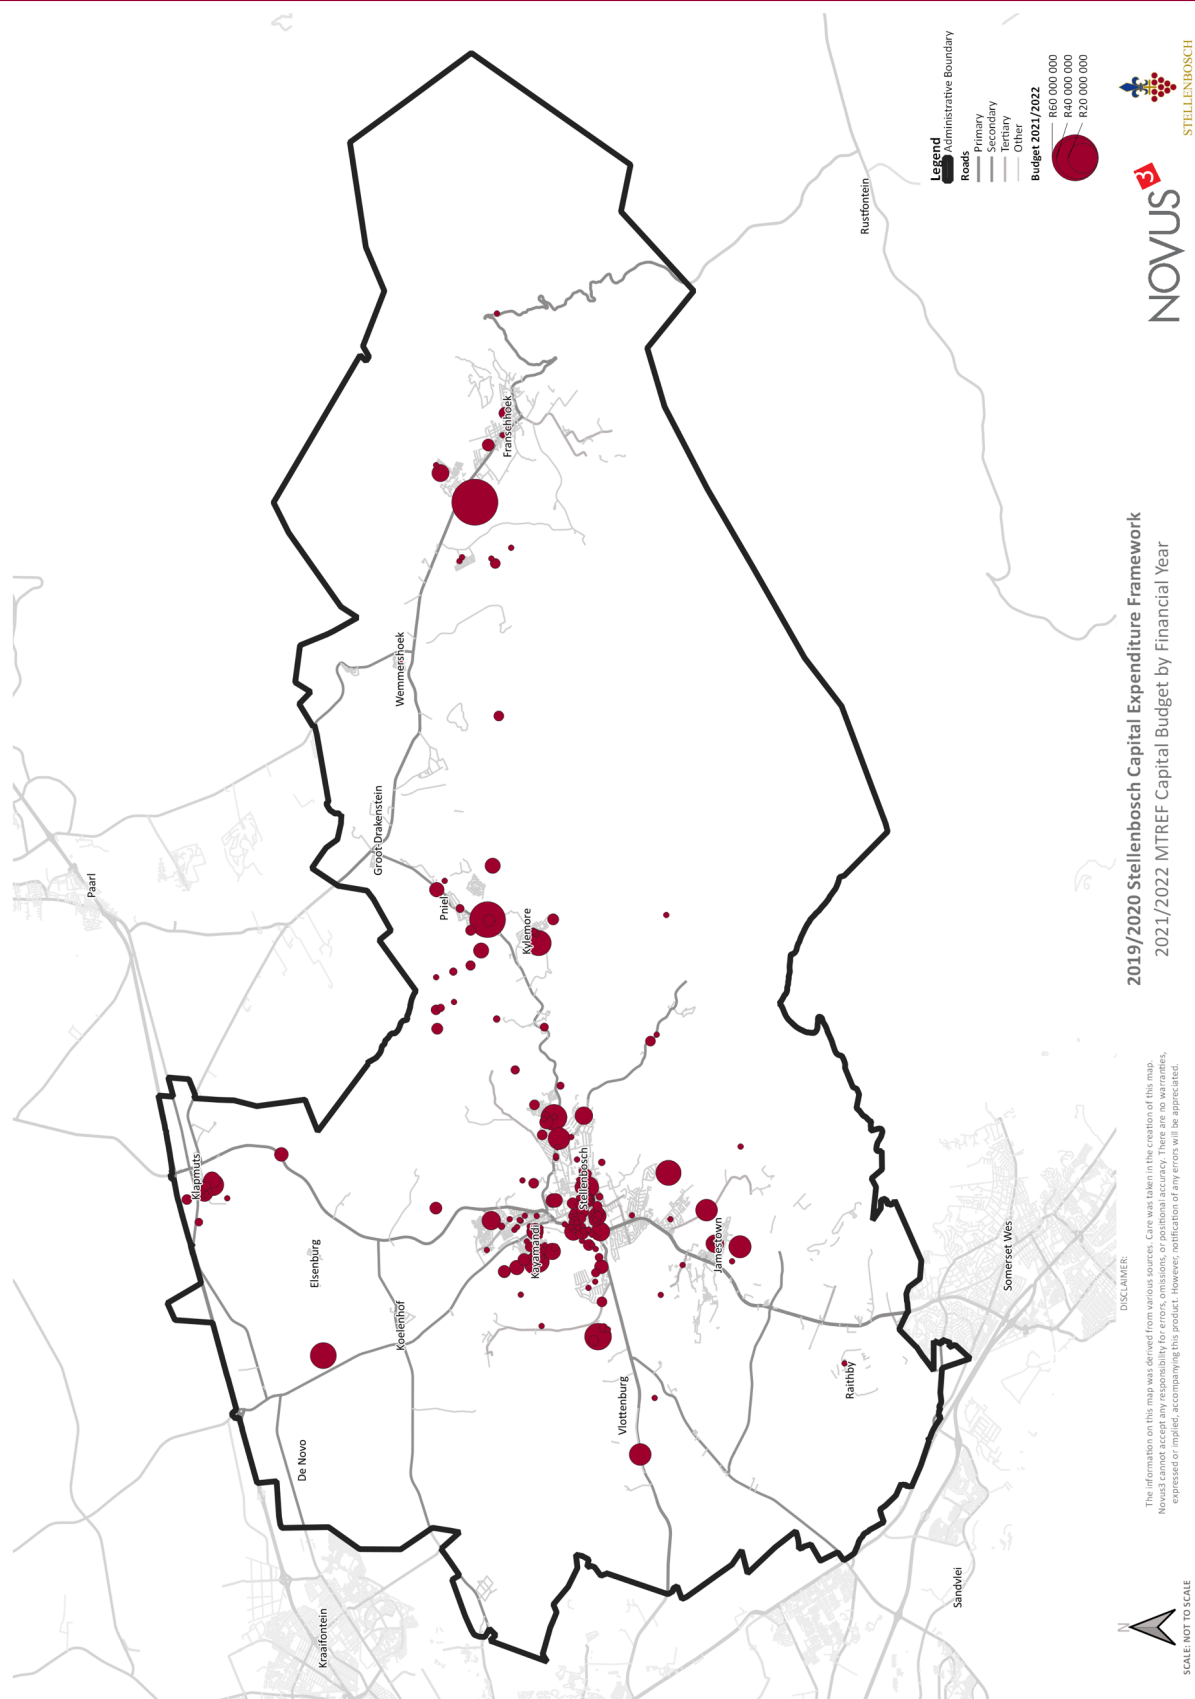 Paarl
Klapmuts
Elsenburg
De Novo
Kraaifontein
Koelenhof
Groot-Drakenstein
Wemmershoek
Franschhoek
Pniel
Kylemore
Kayamandi
Stellenbosch
Vlottenburg
Jamestown
Raithby
Somerset Wes
Sandvlei
Rustfontein
Legend
Administrative Boundary
Roads
Primary
Secondary
Tertiary
Other
Budget 2021/2022
R60 000 000
R40 000 000
R20 000 000
2019/2020 Stellenbosch Capital Expenditure Framework
2021/2022 MTREF Capital Budget by Financial Year
DISCLAIMER:
The information on this map was derived from various sources. Care was taken in the creation of this map.
Novus3 cannot accept any responsibility for errors, omissions, or positional accuracy. There are no warranties,
expressed or implied, accompanying this product. However, notification of any errors will be appreciated.
N
SCALE: NOT TO SCALE
NOVUS3
STELLENBOSCH